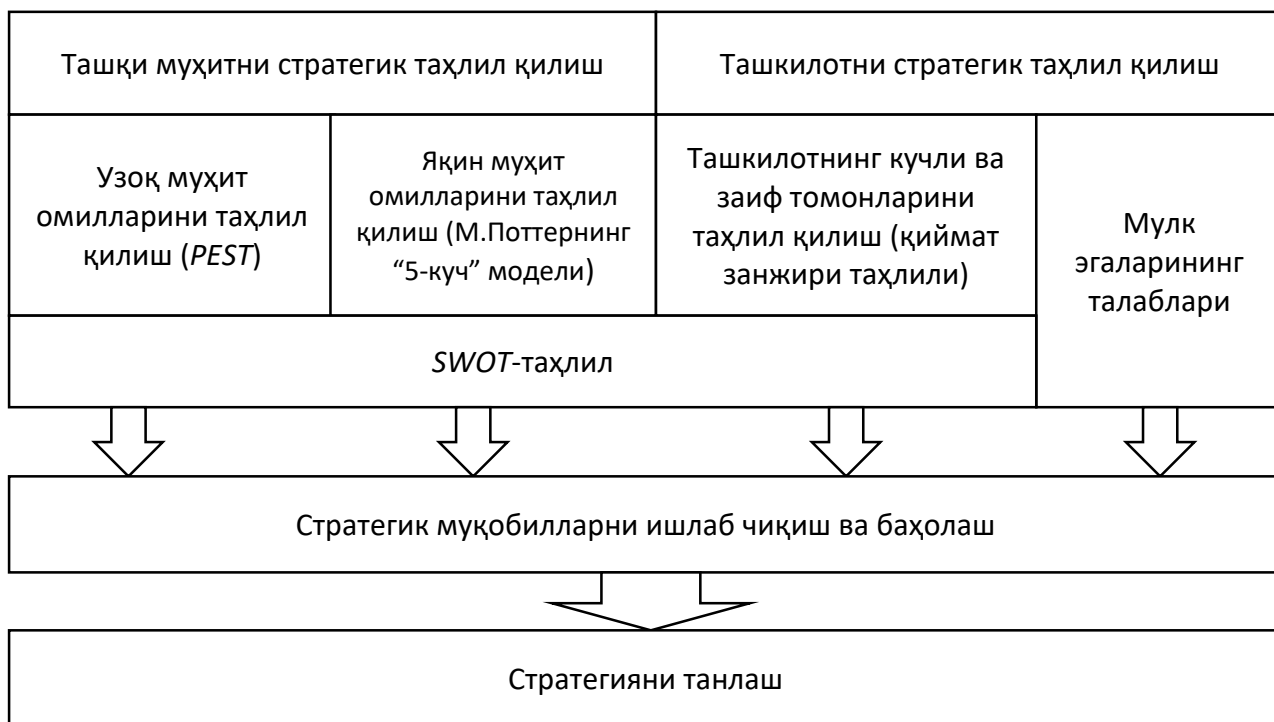 Ташқи муҳитни стратегик таҳлил қилиш
Ташкилотни стратегик таҳлил қилиш
Узоқ муҳит
омилларини таҳлил
қилиш (PEST)
Яқин муҳит
омилларини таҳлил
қилиш (М.Поттернинг
“5-куч” модели)
Ташкилотнинг кучли ва
заиф томонларини
таҳлил қилиш (қиймат
занжири таҳлили)
Мулк
эгаларининг
талаблари
SWOT-таҳлил
Стратегик муқобилларни ишлаб чиқиш ва баҳолаш
Стратегияни танлаш